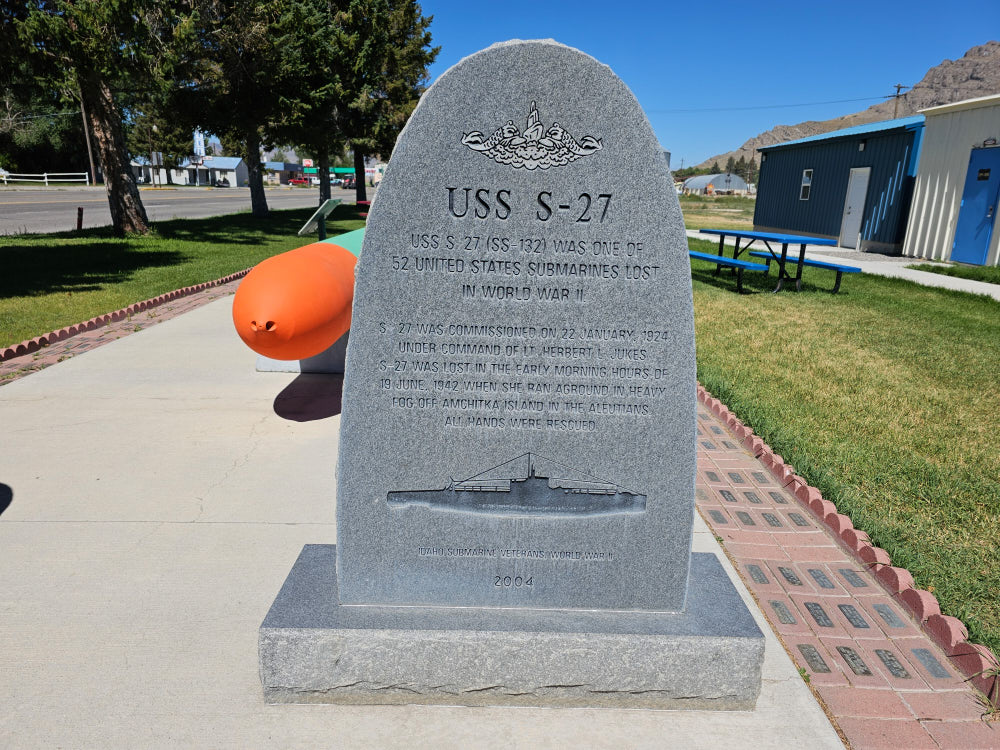 USS S-27
USS S 27 (SS-132) WAS ONE OF
52 UNITED STATES SUBMARINES LOST
IN WORLD WAR II.
S - 27 WAS COMMISSIONED ON 22 JANUARY, 1924
UNDER COMMAND OF LT. HERBERT L. JUKES.
S-27 WAS LOST IN THE EARLY MORNING HOURS OF
19 JUNE, 1942 WHEN SHE RAN AGROUND IN HEAVY
FOG OFF AMCHITKA ISLAND IN THE ALEUTIANS.
ALL HANDS WERE RESCUED.
IDAHO SUBMARINE VETERANS, WORLD WAR II
2004